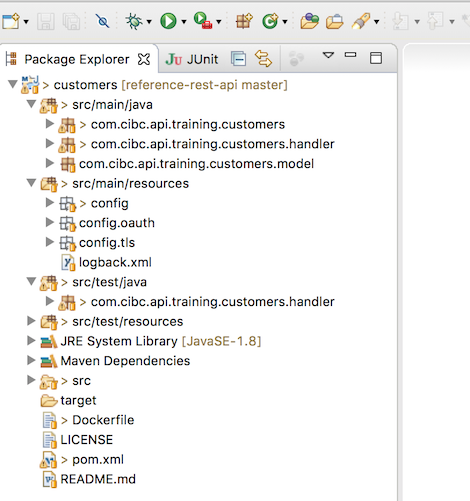 Package Explorer JUnit
> customers [reference-rest-api master]
> src/main/java
> com.cibc.api.training.customers
> com.cibc.api.training.customers.handler
com.cibc.api.training.customers.model
> src/main/resources
> config
config.oauth
config.tls
logback.xml
> src/test/java
> com.cibc.api.training.customers.handler
> src/test/resources
JRE System Library [JavaSE-1.8]
Maven Dependencies
> src
target
> Dockerfile
LICENSE
> pom.xml
README.md